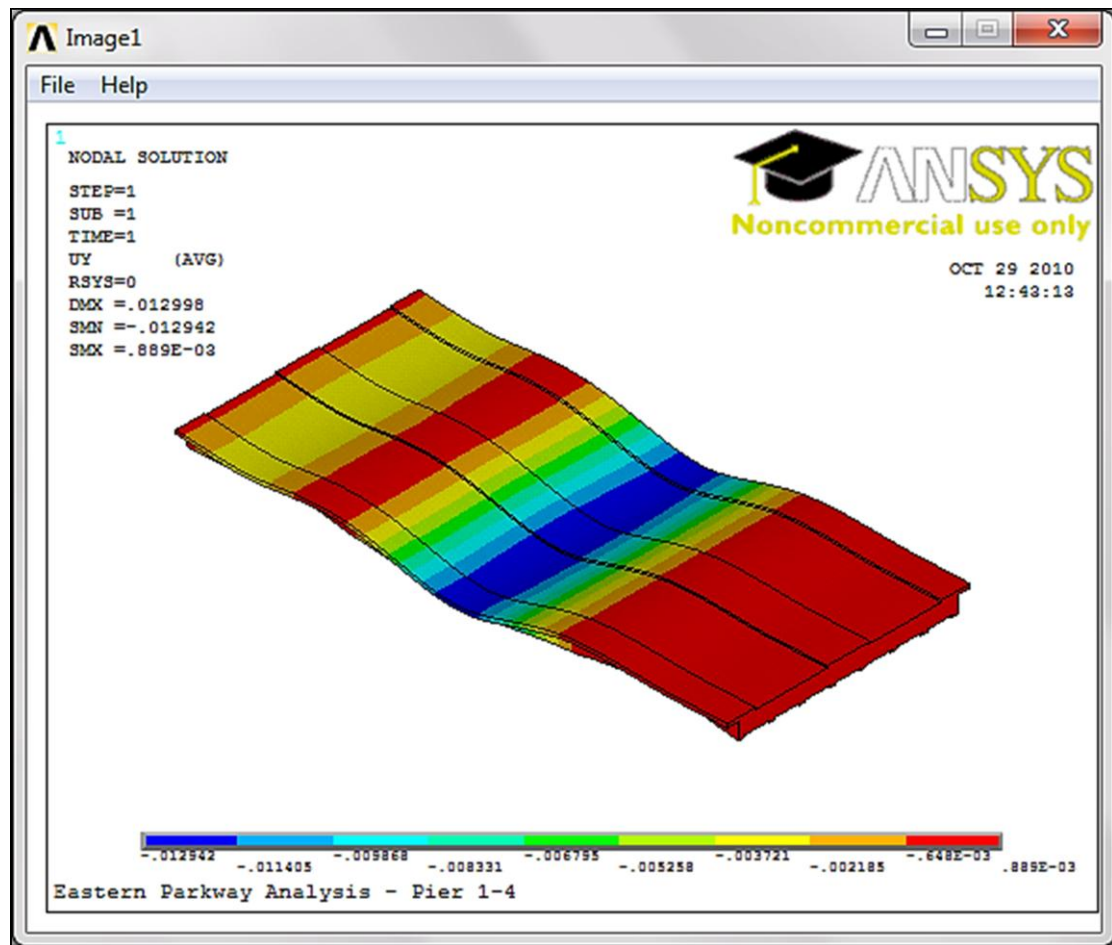 Image1
File Help
1
NODAL SOLUTION
STEP=1
SUB =1
TIME=1
UY (AVG)
RSYS=0
DMX =.012998
SMN =-.012942
SMX =.889E-03
ANSYS
Noncommercial use only
OCT 29 2010
12:43:13
-.012942 -.009868 -.006795 -.003721 -.648E-03
-.011405 -.008331 -.005258 -.002185 .889E-03
Eastern Parkway Analysis - Pier 1-4